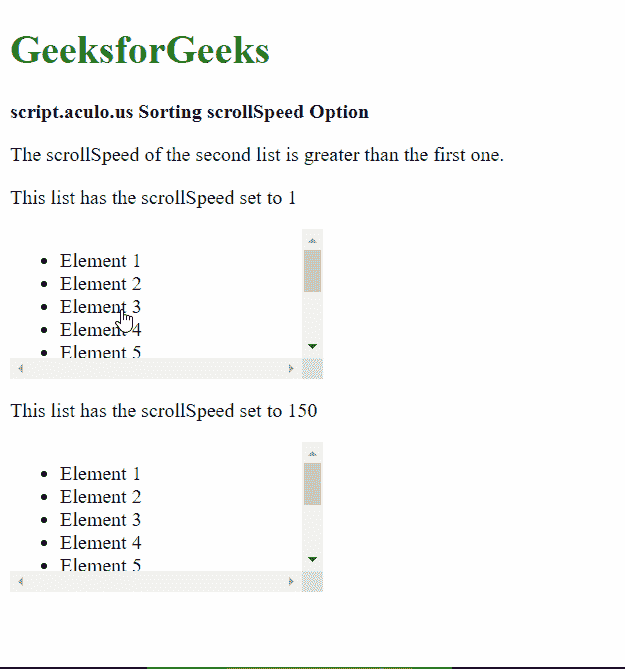 GeeksforGeeks
script.aculo.us Sorting scrollSpeed Option
The scrollSpeed of the second list is greater than the first one.
This list has the scrollSpeed set to 1
Element 1
Element 2
Element 3
Element 4
Element 5
This list has the scrollSpeed set to 150
Element 1
Element 2
Element 3
Element 4
Element 5